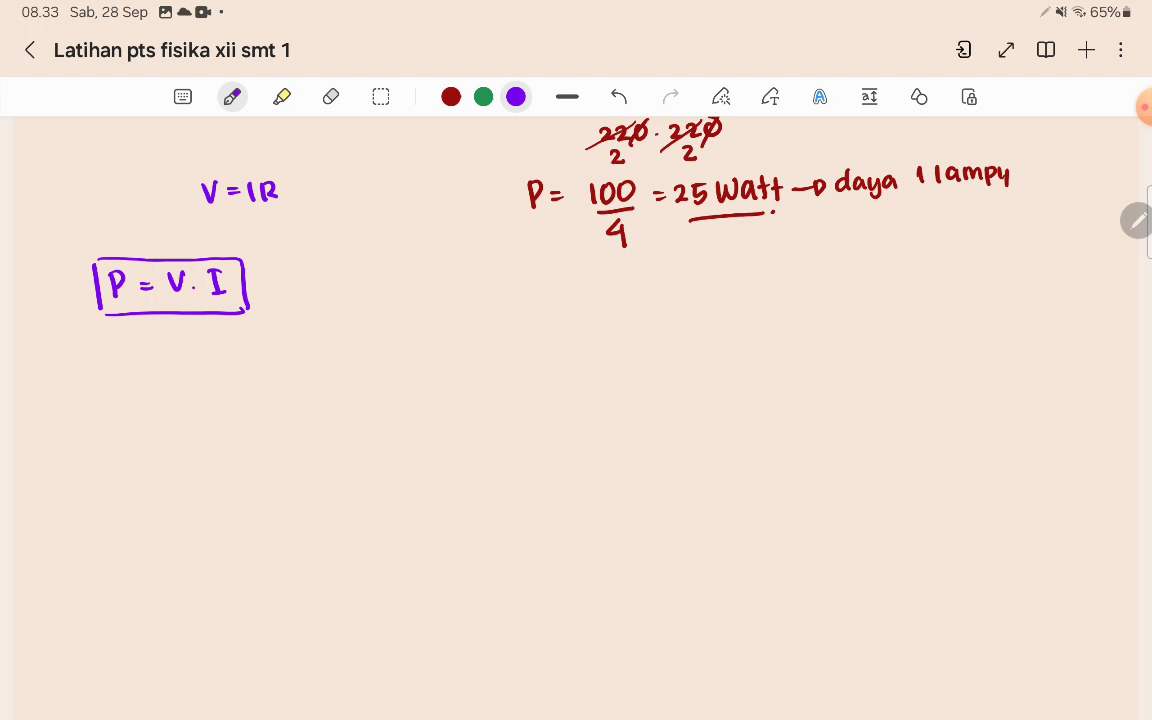 08.33 Sab, 28 Sep
65%
Latihan pts fisika xii smt 1
220 · 220
2 2
V = IR
P = 100 = 25 Watt → daya 1 lampu
4
P = V . I